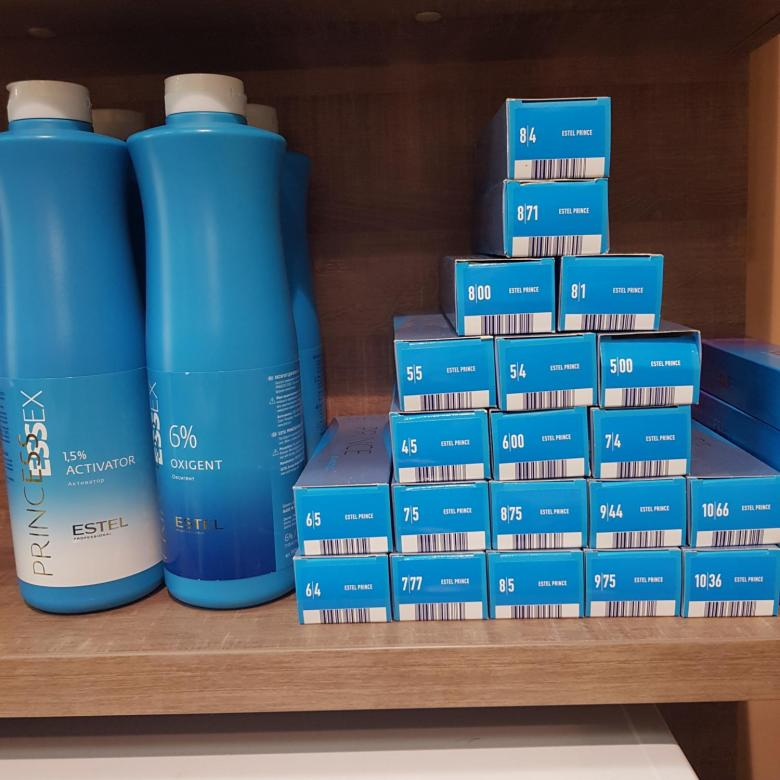 PRINCESS
ESSEX
1,5%
ACTIVATOR
Активатор
ESTEL
PROFESSIONAL
ESSEX
6%
OXIGENT
Оксигент
ESTEL
8|4 ESTEL PRINCE
8|71 ESTEL PRINCE
8|00 ESTEL PRINCE
8|1 ESTEL PRINCE
5|5 ESTEL PRINCE
5|4 ESTEL PRINCE
5|00 ESTEL PRINCE
4|5 ESTEL PRINCE
6|00 ESTEL PRINCE
7|4 ESTEL PRINCE
6|5 ESTEL PRINCE
7|5 ESTEL PRINCE
8|75 ESTEL PRINCE
9|44 ESTEL PRINCE
10|66 ESTEL PRINCE
6|4 ESTEL PRINCE
7|77 ESTEL PRINCE
8|5 ESTEL PRINCE
9|75 ESTEL PRINCE
10|36 ESTEL PRINCE